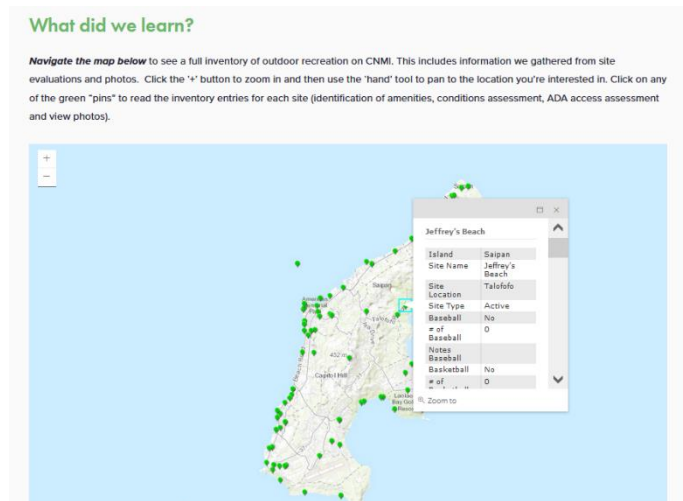 What did we learn?
Navigate the map below to see a full inventory of outdoor recreation on CNMI. This includes information we gathered from site
evaluations and photos. Click the '+' button to zoom in and then use the 'hand' tool to pan to the location you're interested in. Click on any
of the green "pins" to read the inventory entries for each site (identification of amenities, conditions assessment, ADA access assessment
and view photos).
+
−
Jeffrey's Beach
Island Saipan
Site Name Jeffrey's
Beach
Site Talofofo
Location
Site Type Active
Baseball No
# of 0
Baseball
Notes
Baseball
Basketball No
# of 0
Zoom to
Saipan
452 m
Capitol Hill
Beach